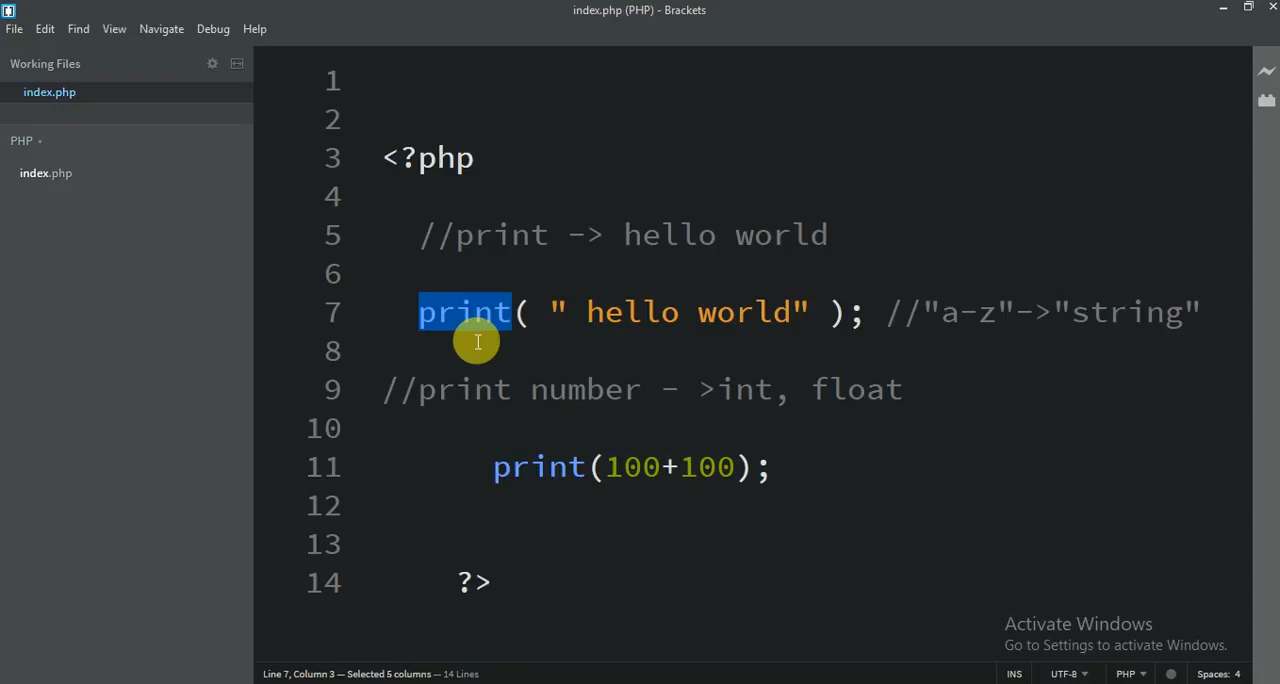 index.php (PHP) - Brackets
File Edit Find View Navigate Debug Help
Working Files
index.php
PHP
index.php
1
2
3 <?php
4
5 //print -> hello world
6
7 print( " hello world" ); //"a-z"->"string"
8
9 //print number - >int, float
10
11 print(100+100);
12
13
14 ?>
Activate Windows
Go to Settings to activate Windows.
Line 7, Column 3 — Selected 5 columns — 14 Lines
INS UTF-8 PHP Spaces: 4